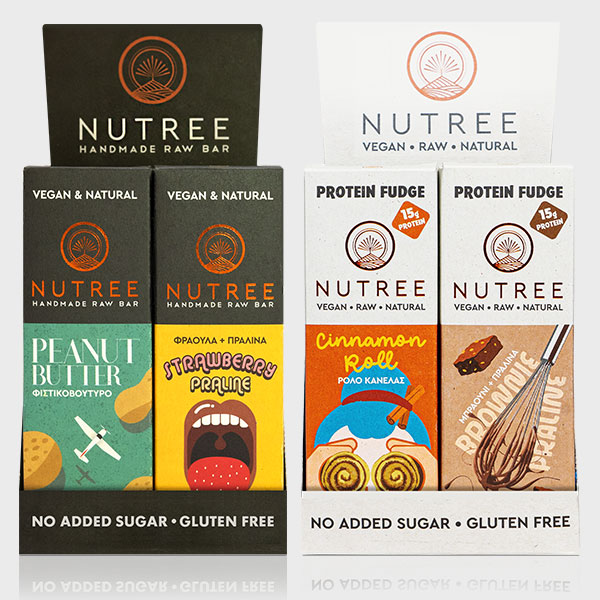 NUTREE
HANDMADE RAW BAR
VEGAN & NATURAL
NUTREE
HANDMADE RAW BAR
PEANUT
BUTTER
ΦΙΣΤΙΚΟΒΟΥΤΥΡΟ
VEGAN & NATURAL
NUTREE
HANDMADE RAW BAR
ΦΡΑΟΥΛΑ + ΠΡΑΛΙΝΑ
STRAWBERRY
PRALINE
NO ADDED SUGAR • GLUTEN FREE
NUTREE
VEGAN • RAW • NATURAL
PROTEIN FUDGE
15g
PROTEIN
NUTREE
VEGAN • RAW • NATURAL
Cinnamon
Roll
ΡΟΛΟ ΚΑΝΕΛΑΣ
PROTEIN FUDGE
15g
PROTEIN
NUTREE
VEGAN • RAW • NATURAL
ΜΠΡΑΟΥΝΙ + ΠΡΑΛΙΝΑ
BROWNIE
PRALINE
NO ADDED SUGAR • GLUTEN FREE